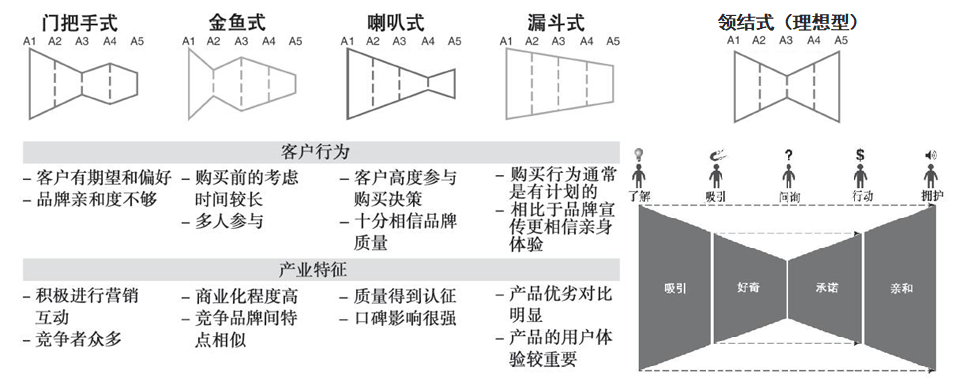 门把手式
金鱼式
喇叭式
漏斗式
领结式（理想型）
A1 A2 A3 A4 A5
A1 A2 A3 A4 A5
A1 A2 A3 A4 A5
A1 A2 A3 A4 A5
A1 A2 A3 A4 A5
客户行为
– 客户有期望和偏好
– 品牌亲和度不够
– 购买前的考虑
时间较长
– 多人参与
– 客户高度参与
购买决策
– 十分相信品牌
质量
– 购买行为通常
是有计划的
– 相比于品牌宣
传更相信亲身
体验
产业特征
– 积极进行营销
互动
– 竞争者众多
– 商业化程度高
– 竞争品牌间特
点相似
– 质量得到认证
– 口碑影响很强
– 产品优劣对比
明显
– 产品的用户体
验较重要
? $
了解 吸引 问询 行动 拥护
吸引 好奇 承诺 亲和